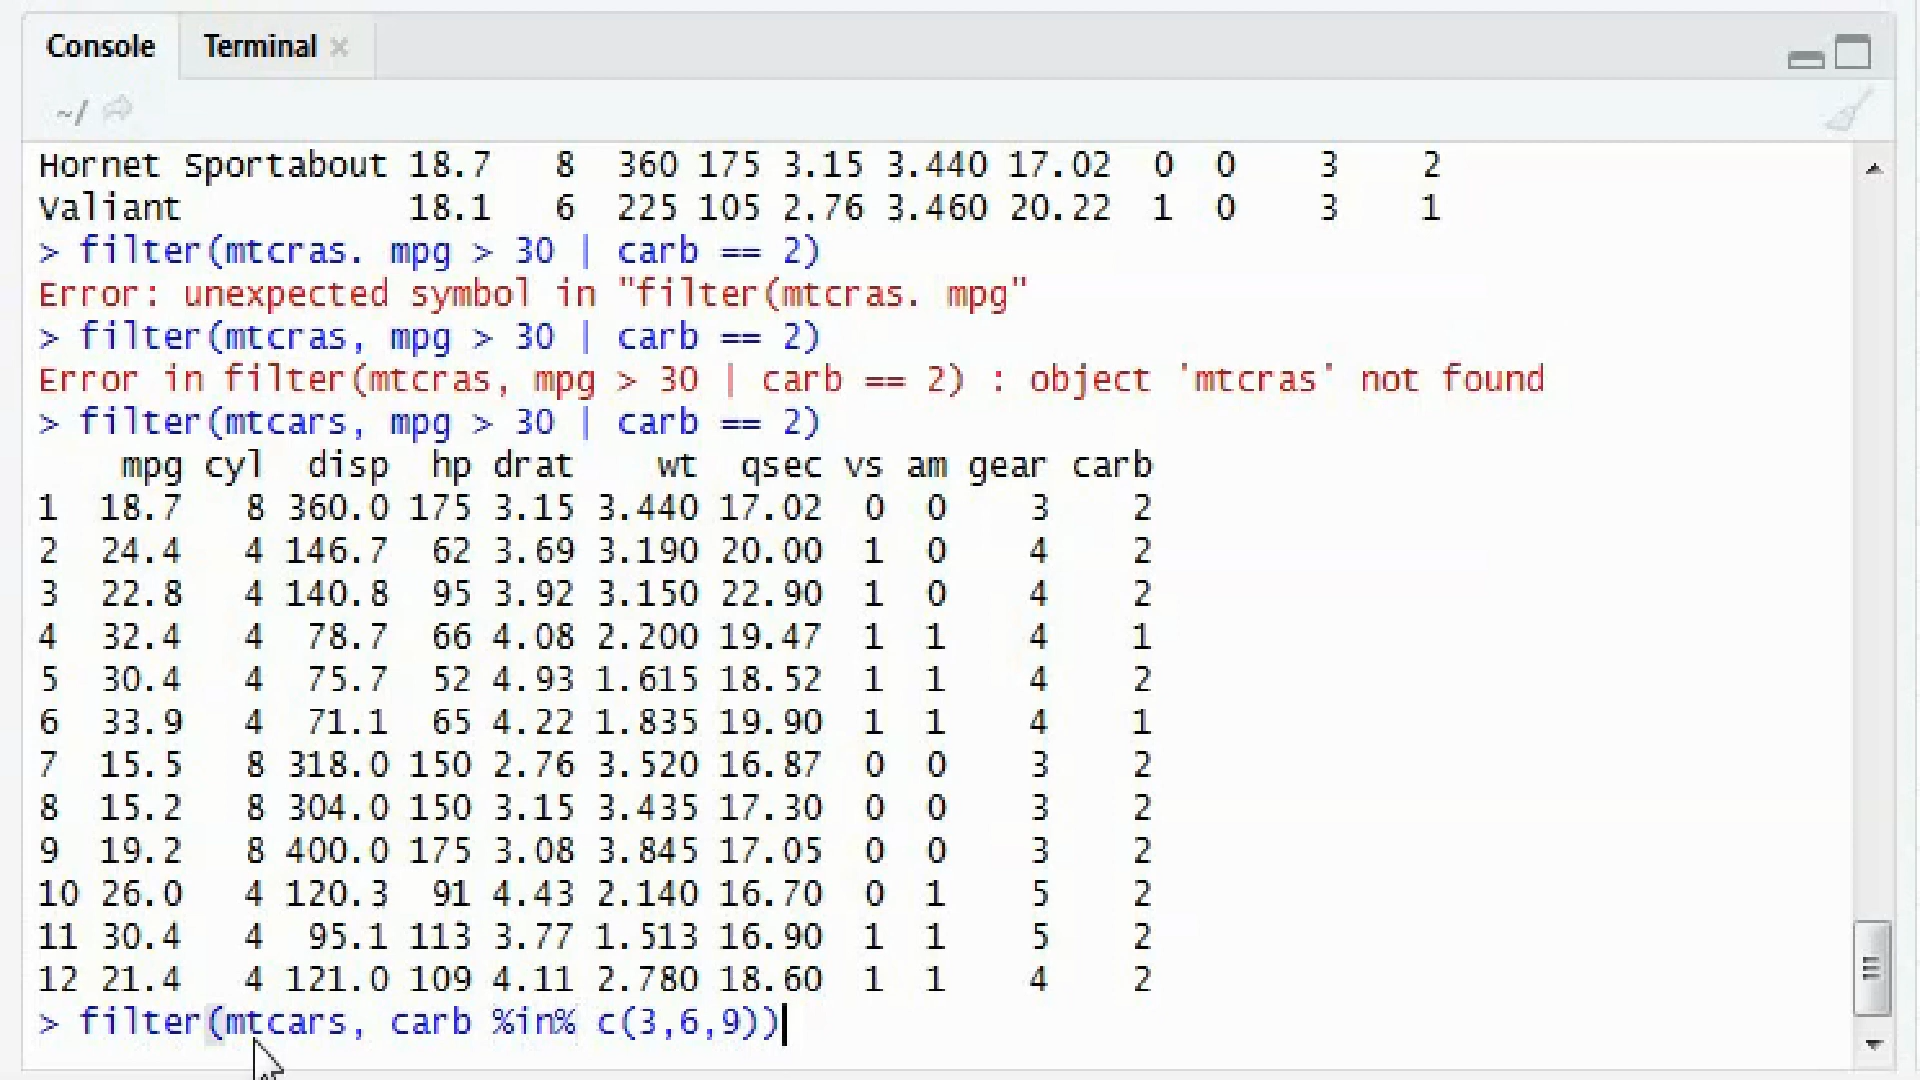 Console Terminal
~/
Hornet Sportabout 18.7 8 360 175 3.15 3.440 17.02 0 0 3 2
Valiant 18.1 6 225 105 2.76 3.460 20.22 1 0 3 1
> filter(mtcras. mpg > 30 | carb == 2)
Error: unexpected symbol in "filter(mtcras. mpg"
> filter(mtcras, mpg > 30 | carb == 2)
Error in filter(mtcras, mpg > 30 | carb == 2) : object 'mtcras' not found
> filter(mtcars, mpg > 30 | carb == 2)
mpg cyl disp hp drat wt qsec vs am gear carb
1 18.7 8 360.0 175 3.15 3.440 17.02 0 0 3 2
2 24.4 4 146.7 62 3.69 3.190 20.00 1 0 4 2
3 22.8 4 140.8 95 3.92 3.150 22.90 1 0 4 2
4 32.4 4 78.7 66 4.08 2.200 19.47 1 1 4 1
5 30.4 4 75.7 52 4.93 1.615 18.52 1 1 4 2
6 33.9 4 71.1 65 4.22 1.835 19.90 1 1 4 1
7 15.5 8 318.0 150 2.76 3.520 16.87 0 0 3 2
8 15.2 8 304.0 150 3.15 3.435 17.30 0 0 3 2
9 19.2 8 400.0 175 3.08 3.845 17.05 0 0 3 2
10 26.0 4 120.3 91 4.43 2.140 16.70 0 1 5 2
11 30.4 4 95.1 113 3.77 1.513 16.90 1 1 5 2
12 21.4 4 121.0 109 4.11 2.780 18.60 1 1 4 2
> filter(mtcars, carb %in% c(3,6,9))